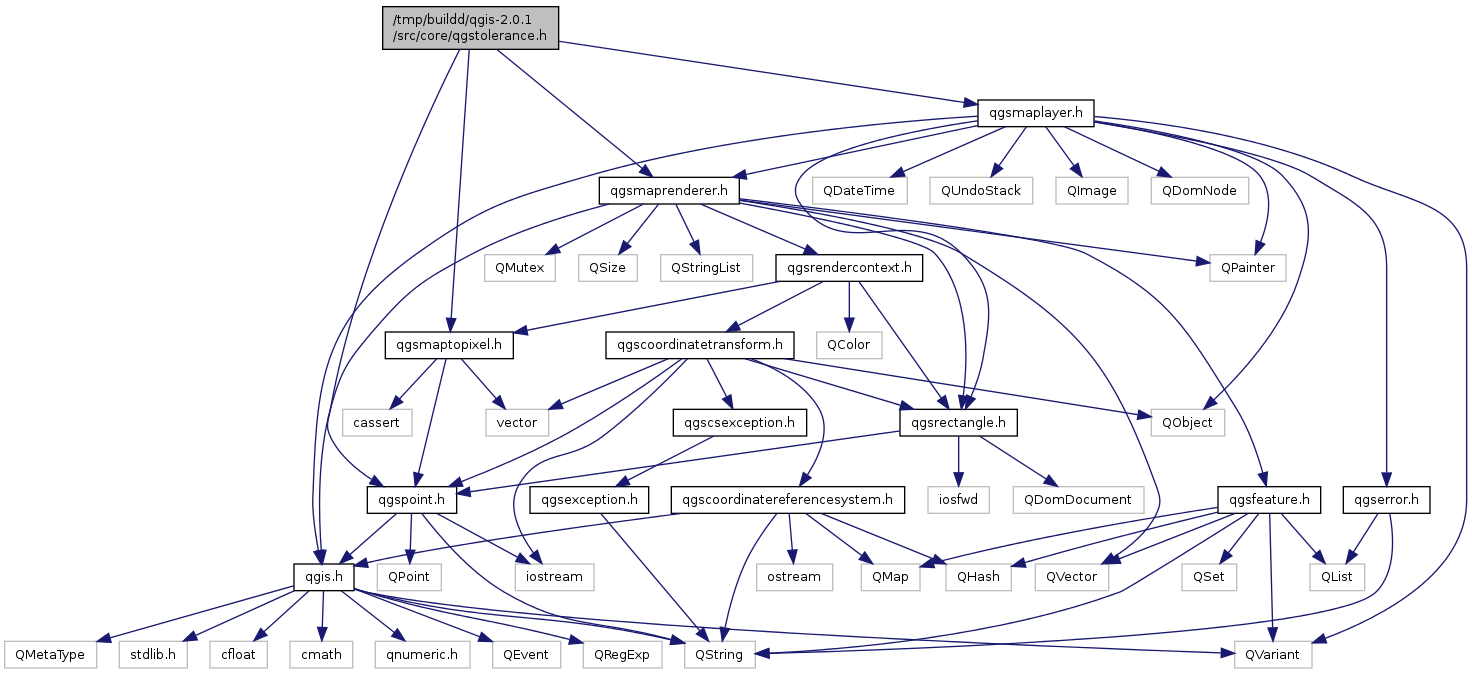 /tmp/buildd/qgis-2.0.1
/src/core/qgstolerance.h
qgsmaplayer.h
qgsmaprenderer.h
QDateTime
QUndoStack
QImage
QDomNode
QMutex
QSize
QStringList
qgsrendercontext.h
QPainter
qgsmaptopixel.h
qgscoordinatetransform.h
QColor
cassert
vector
qgscsexception.h
qgsrectangle.h
QObject
qgspoint.h
qgsexception.h
qgscoordinatereferencesystem.h
iosfwd
QDomDocument
qgsfeature.h
qgserror.h
qgis.h
QPoint
iostream
ostream
QMap
QHash
QVector
QSet
QList
QMetaType
stdlib.h
cfloat
cmath
qnumeric.h
QEvent
QRegExp
QString
QVariant